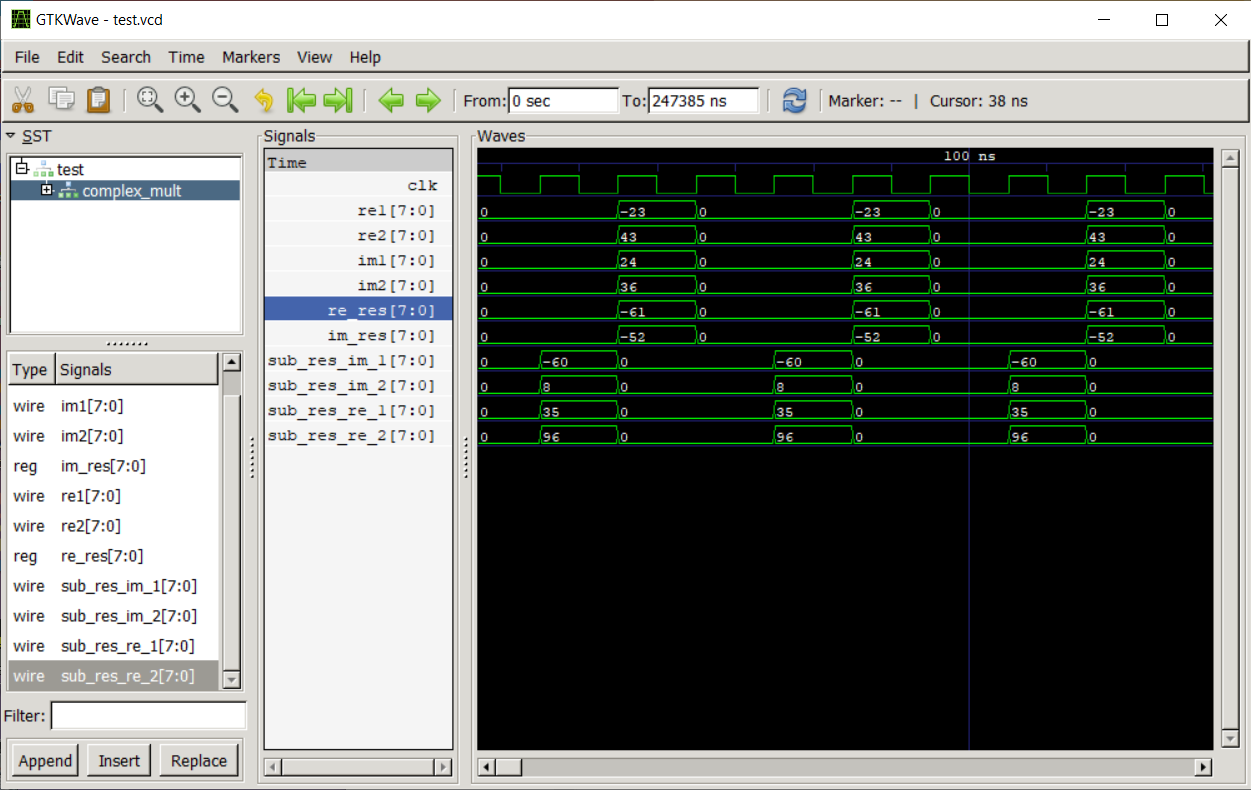 GTKWave - test.vcd
File Edit Search Time Markers View Help
From: 0 sec To: 247385 ns Marker: -- | Cursor: 38 ns
SST
test
complex_mult
Type Signals
wire im1[7:0]
wire im2[7:0]
reg im_res[7:0]
wire re1[7:0]
wire re2[7:0]
reg re_res[7:0]
wire sub_res_im_1[7:0]
wire sub_res_im_2[7:0]
wire sub_res_re_1[7:0]
wire sub_res_re_2[7:0]
Filter:
Append Insert Replace
Signals
Time
clk
re1[7:0]
re2[7:0]
im1[7:0]
im2[7:0]
re_res[7:0]
im_res[7:0]
sub_res_im_1[7:0]
sub_res_im_2[7:0]
sub_res_re_1[7:0]
sub_res_re_2[7:0]
Waves
100 ns
0 -23 0 -23 0 -23 0
0 43 0 43 0 43 0
0 24 0 24 0 24 0
0 36 0 36 0 36 0
0 -61 0 -61 0 -61 0
0 -52 0 -52 0 -52 0
0 -60 0 -60 0 -60 0
0 8 0 8 0 8 0
0 35 0 35 0 35 0
0 96 0 96 0 96 0